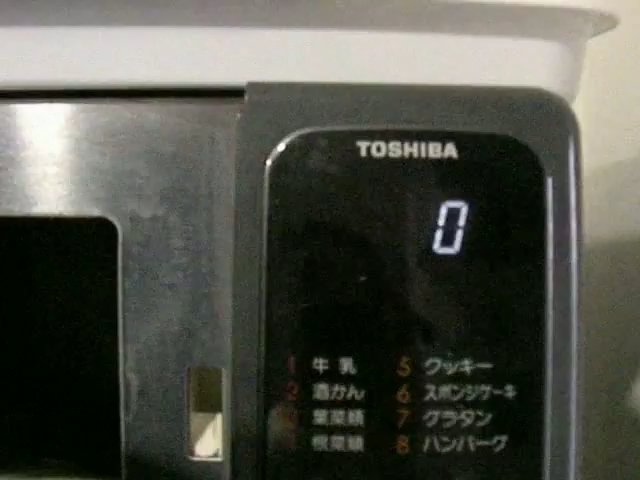 TOSHIBA
0
1 牛乳 5 クッキー
2 酒かん 6 スポンジケーキ
3 葉菜類 7 グラタン
4 根菜類 8 ハンバーグ